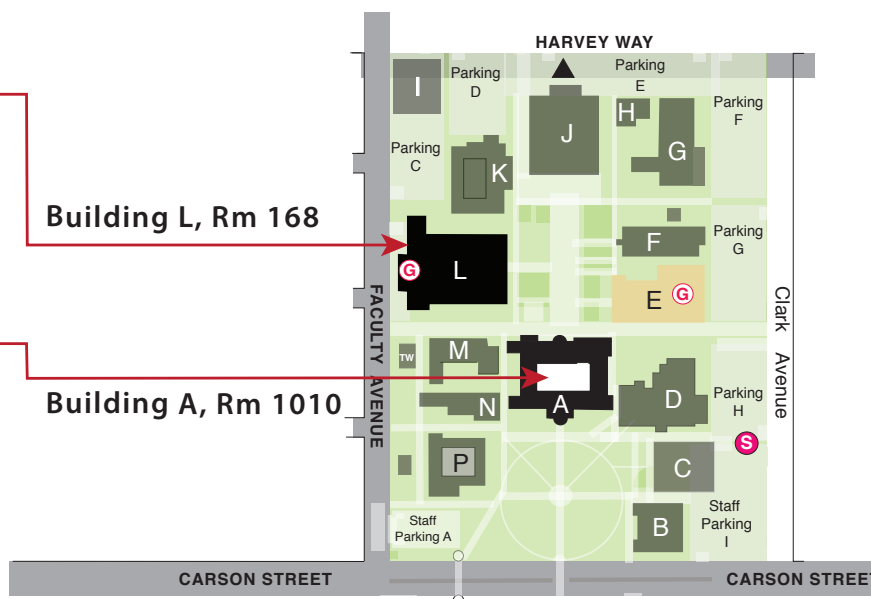 HARVEY WAY
I
Parking
D
Parking
E
Parking
F
H
J
G
Parking
C
K
Building L, Rm 168
G
L
F
Parking
G
E
G
FACULTY AVENUE
Clark Avenue
TW
M
Building A, Rm 1010
N
A
D
Parking
H
S
P
C
Staff
Parking A
B
Staff
Parking
I
CARSON STREET
CARSON STREET